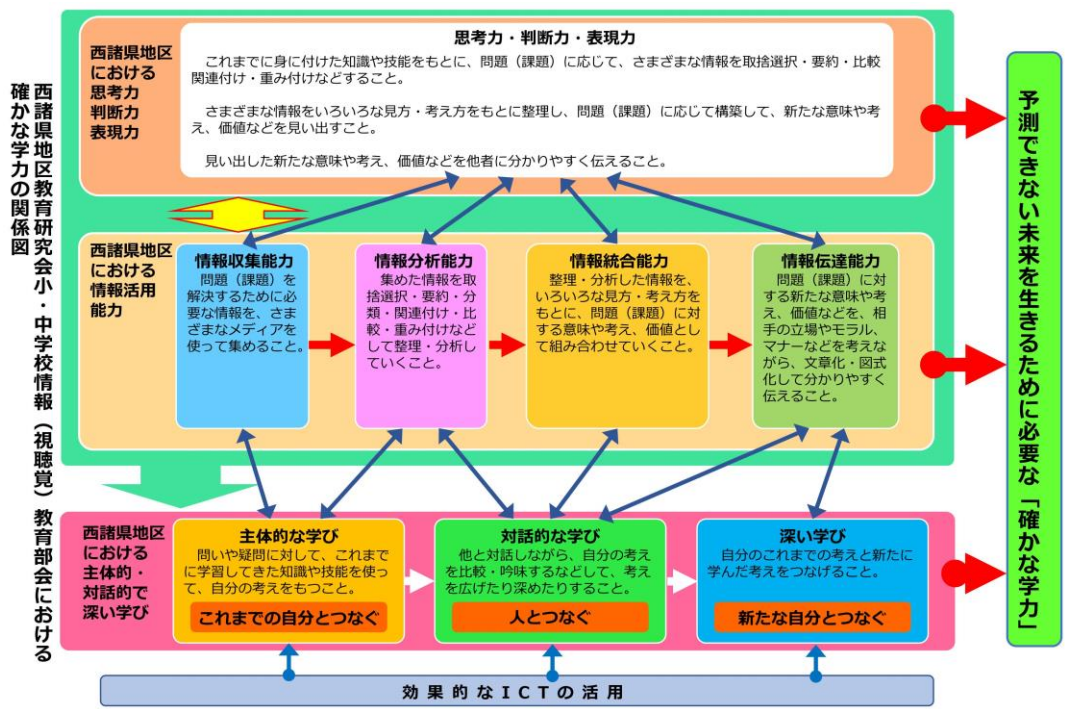 西諸県地区教育研究会小・中学校情報（視聴覚）教育部会における
確かな学力の関係図
西諸県地区
における
思考力
判断力
表現力
思考力・判断力・表現力
これまでに身に付けた知識や技能をもとに、問題（課題）に応じて、さまざまな情報を取捨選択・要約・比較
関連付け・重み付けなどすること。
さまざまな情報をいろいろな見方・考え方をもとに整理し、問題（課題）に応じて構築して、新たな意味や考
え、価値などを見い出すこと。
見い出した新たな意味や考え、価値などを他者に分かりやすく伝えること。
西諸県地区
における
情報活用
能力
情報収集能力
問題（課題）を
解決するために必
要な情報を、さま
ざまなメディアを
使って集めること。
情報分析能力
集めた情報を取
捨選択・要約・分
類・関連付け・比
較・重み付けなど
して整理・分析し
ていくこと。
情報統合能力
整理・分析した情報を、
いろいろな見方・考え方を
もとに、問題（課題）に対
する意味や考え、価値とし
て組み合わせていくこと。
情報伝達能力
問題（課題）に対
する新たな意味や考
え、価値などを、相
手の立場やモラル、
マナーなどを考えな
がら、文章化・図式
化して分かりやすく
伝えること。
西諸県地区
における
主体的・
対話的で
深い学び
主体的な学び
問いや疑問に対して、これまで
に学習してきた知識や技能を使っ
て、自分の考えをもつこと。
これまでの自分とつなぐ
対話的な学び
他と対話しながら、自分の考え
を比較・吟味するなどして、考え
を広げたり深めたりすること。
人とつなぐ
深い学び
自分のこれまでの考えと新たに
学んだ考えをつなげること。
新たな自分とつなぐ
効果的なICTの活用
予測できない未来を生きるために必要な「確かな学力」